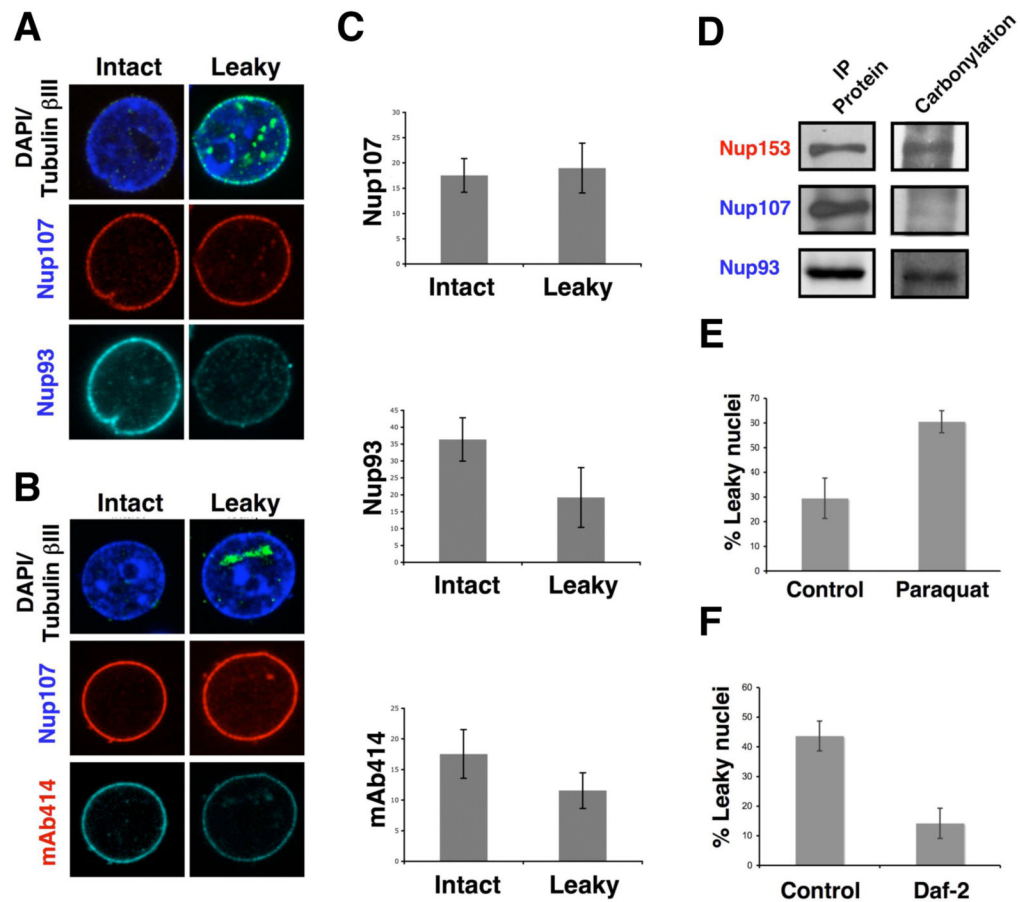 A
Intact Leaky
DAPI/
Tubulin βIII
Nup107
Nup93
B
Intact Leaky
DAPI/
Tubulin βIII
Nup107
mAb414
C
Nup107
30
25
20
15
10
5
0
Intact Leaky
Nup93
45
40
35
30
25
20
15
10
5
0
Intact Leaky
mAb414
25
20
15
10
5
0
Intact Leaky
D
IP
Protein
Carbonylation
Nup153
Nup107
Nup93
E
% Leaky nuclei
70
60
50
40
30
20
10
0
Control Paraquat
F
% Leaky nuclei
60
50
40
30
20
10
0
Control Daf-2